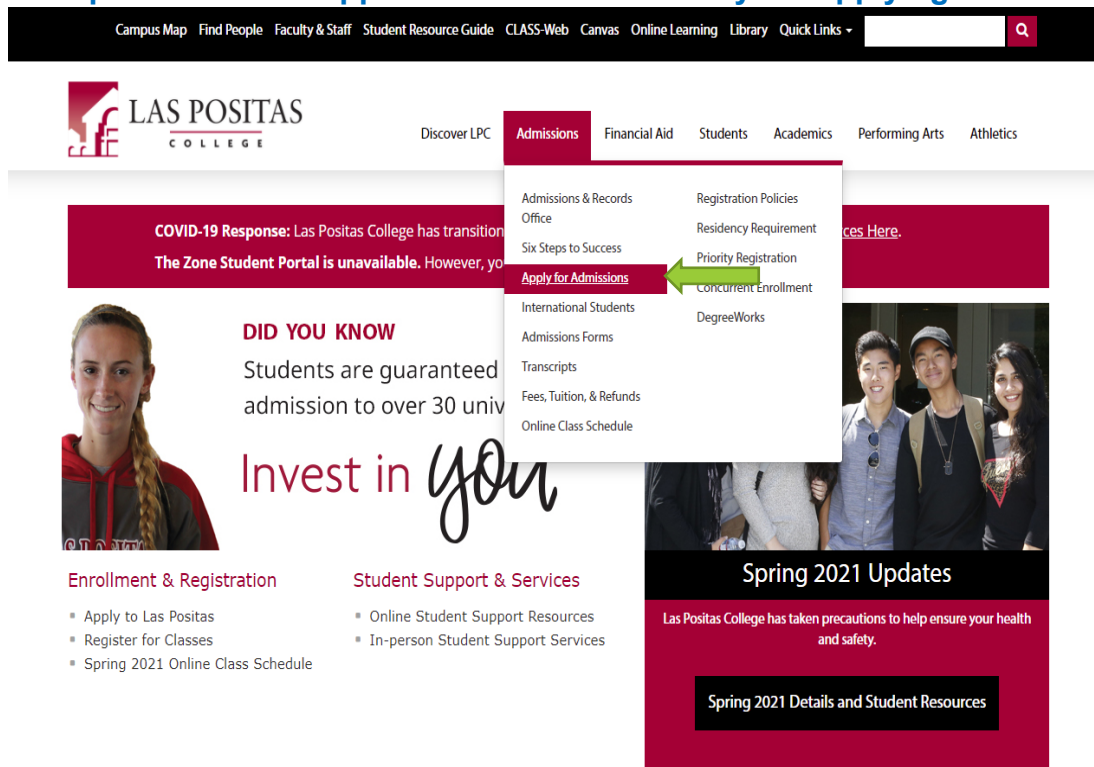 Campus Map Find People Faculty & Staff Student Resource Guide CLASS-Web Canvas Online Learning Library Quick Links
LAS POSITAS
COLLEGE
Discover LPC Admissions Financial Aid Students Academics Performing Arts Athletics
Admissions & Records
Office
Six Steps to Success
Apply for Admissions
International Students
Admissions Forms
Transcripts
Fees, Tuition, & Refunds
Online Class Schedule
Registration Policies
Residency Requirement
Priority Registration
Concurrent Enrollment
DegreeWorks
COVID-19 Response: Las Positas College has transition ces Here.
The Zone Student Portal is unavailable. However, yo
DID YOU KNOW
Students are guaranteed
admission to over 30 univ
Invest in you
Enrollment & Registration
Apply to Las Positas
Register for Classes
Spring 2021 Online Class Schedule
Student Support & Services
Online Student Support Resources
In-person Student Support Services
Spring 2021 Updates
Las Positas College has taken precautions to help ensure your health
and safety.
Spring 2021 Details and Student Resources